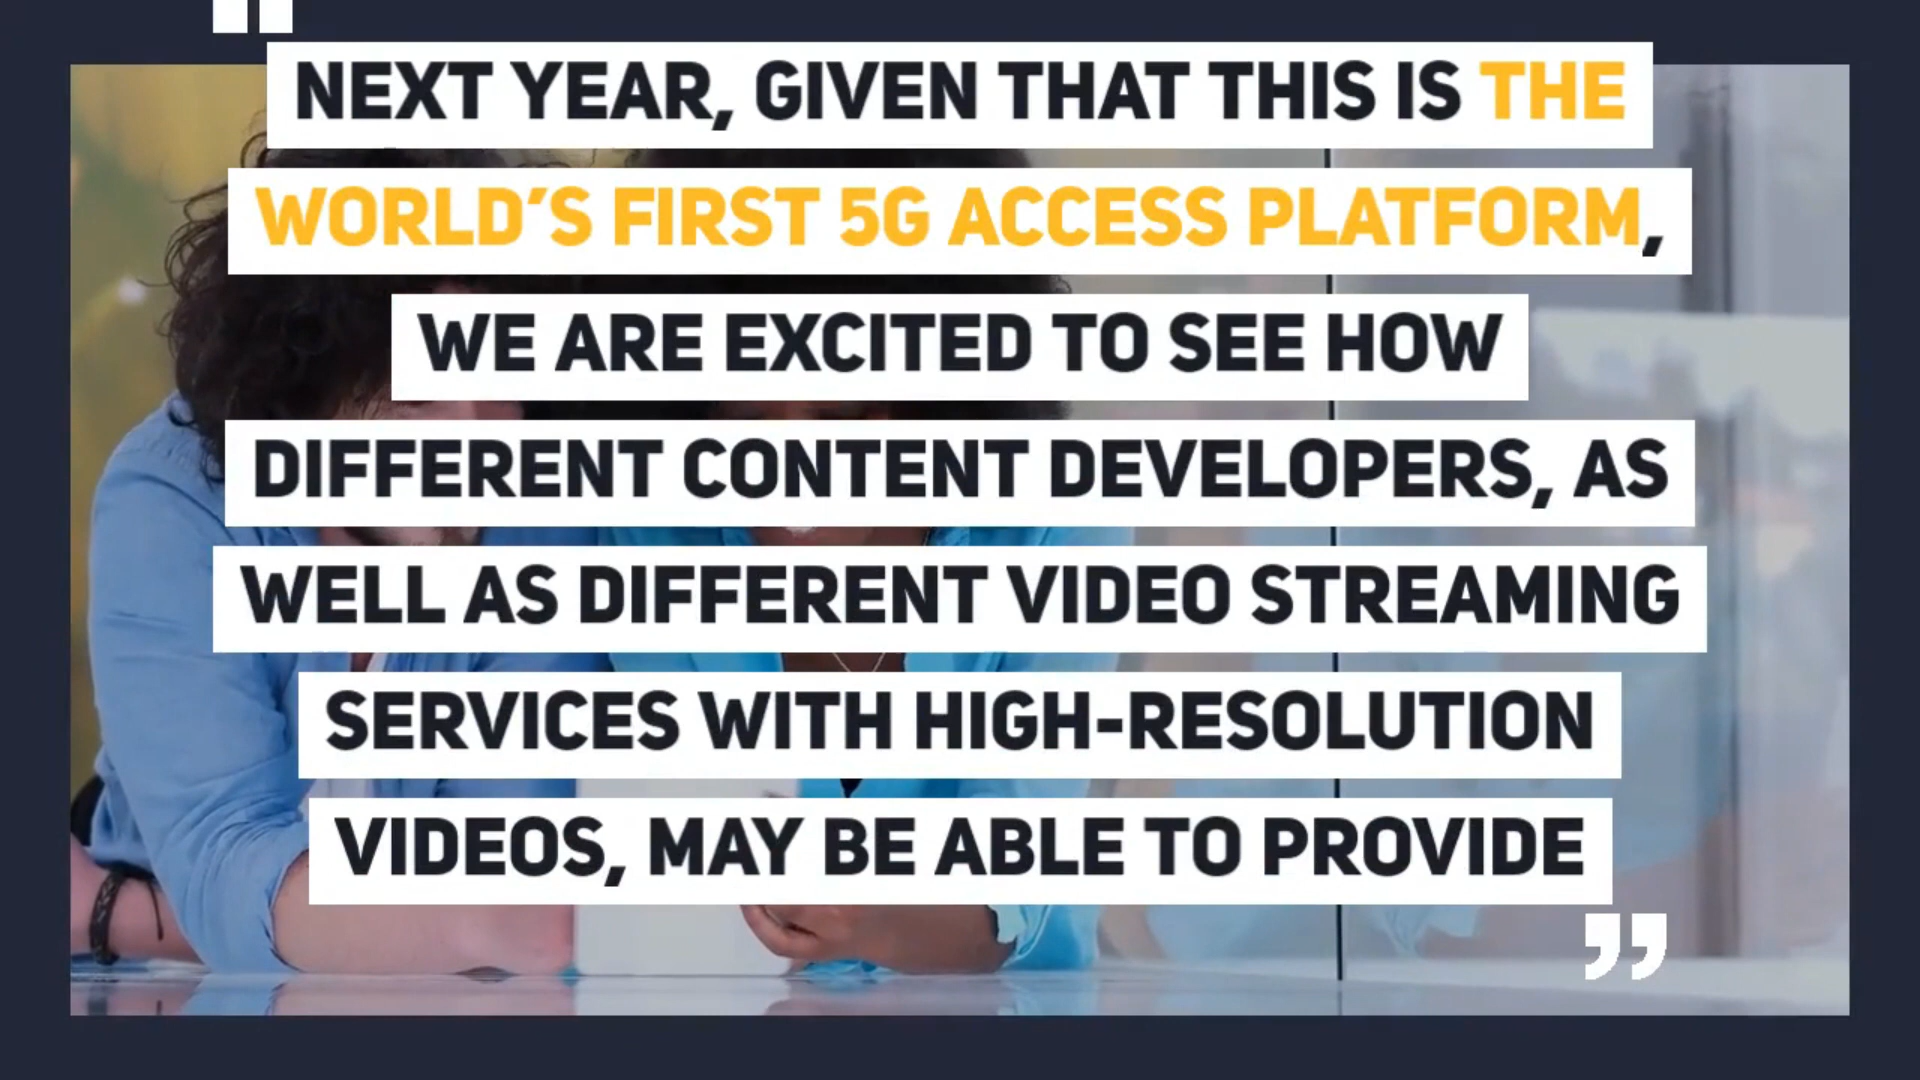 "
NEXT YEAR, GIVEN THAT THIS IS THE
WORLD'S FIRST 5G ACCESS PLATFORM,
WE ARE EXCITED TO SEE HOW
DIFFERENT CONTENT DEVELOPERS, AS
WELL AS DIFFERENT VIDEO STREAMING
SERVICES WITH HIGH-RESOLUTION
VIDEOS, MAY BE ABLE TO PROVIDE
”